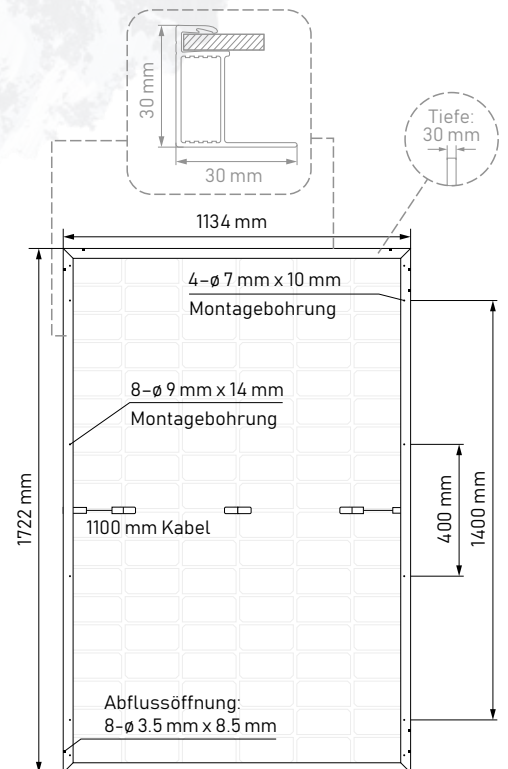 30 mm
30 mm
Tiefe:
30 mm
1134 mm
4-ø 7 mm x 10 mm
Montagebohrung
8-ø 9 mm x 14 mm
Montagebohrung
1722 mm
1100 mm Kabel
400 mm
1400 mm
Abflussöffnung:
8-ø 3.5 mm x 8.5 mm